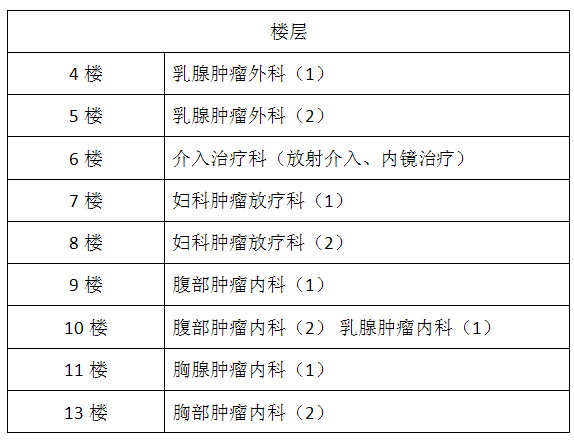 楼层
4 楼 乳腺肿瘤外科（1）
5 楼 乳腺肿瘤外科（2）
6 楼 介入治疗科（放射介入、内镜治疗）
7 楼 妇科肿瘤放疗科（1）
8 楼 妇科肿瘤放疗科（2）
9 楼 腹部肿瘤内科（1）
10 楼 腹部肿瘤内科（2） 乳腺肿瘤内科（1）
11 楼 胸腺肿瘤内科（1）
13 楼 胸部肿瘤内科（2）